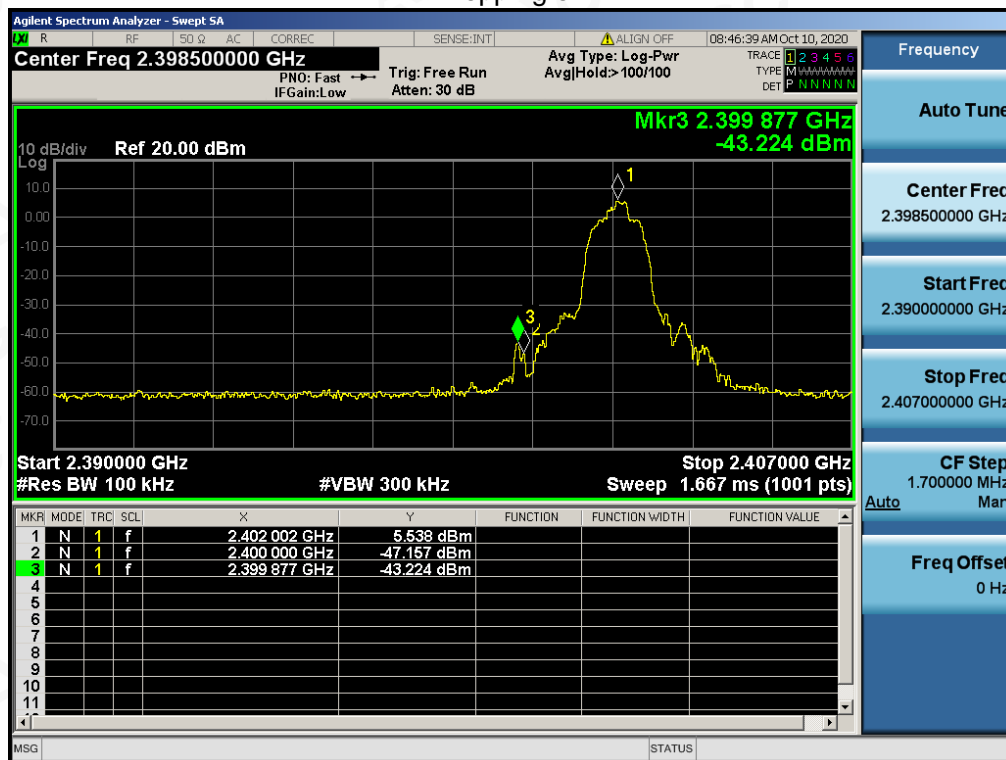 Agilent Spectrum Analyzer - Swept SA
LXI R RF 50 Ω AC CORREC SENSE:INT ALIGN OFF 08:46:39 AM Oct 10, 2020
Center Freq 2.398500000 GHz
PNO: Fast
IFGain:Low
Trig: Free Run
Atten: 30 dB
Avg Type: Log-Pwr
Avg|Hold:> 100/100
TRACE 1 2 3 4 5 6
TYPE M
DET P N N N N N
Mkr3 2.399 877 GHz
-43.224 dBm
10 dB/div Ref 20.00 dBm
Log
10.0
0.00
-10.0
-20.0
-30.0
-40.0
-50.0
-60.0
-70.0
1
3
2
Start 2.390000 GHz Stop 2.407000 GHz
#Res BW 100 kHz #VBW 300 kHz Sweep 1.667 ms (1001 pts)
MKR MODE TRC SCL X Y FUNCTION FUNCTION WIDTH FUNCTION VALUE
1 N 1 f 2.402 002 GHz 5.538 dBm
2 N 1 f 2.400 000 GHz -47.157 dBm
3 N 1 f 2.399 877 GHz -43.224 dBm
4
5
6
7
8
9
10
11
MSG STATUS
Frequency
Auto Tune
Center Freq
2.398500000 GHz
Start Freq
2.390000000 GHz
Stop Freq
2.407000000 GHz
CF Step
1.700000 MHz
Auto Man
Freq Offset
0 Hz